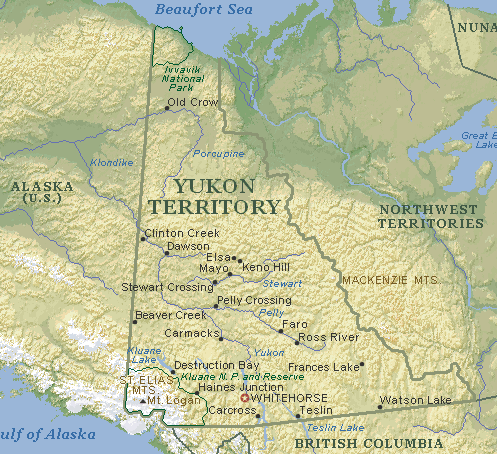 Beaufort Sea
NUNA
Ivvavik
National
Park
Old Crow
Great B
Lake
Klondike
Porcupine
ALASKA
(U.S.)
YUKON
TERRITORY
NORTHWEST
TERRITORIES
Clinton Creek
Dawson
Elsa
Keno Hill
Mayo
MACKENZIE MTS.
Stewart Crossing
Stewart
Pelly Crossing
Pelly
Beaver Creek
Faro
Carmacks
Ross River
Kluane
Lake
Yukon
Destruction Bay
Frances Lake
Kluane N. P. and Reserve
ST. ELIAS
MTS.
Haines Junction
Mt. Logan
WHITEHORSE
Watson Lake
Carcross
Teslin
Teslin Lake
ulf of Alaska
BRITISH COLUMBIA